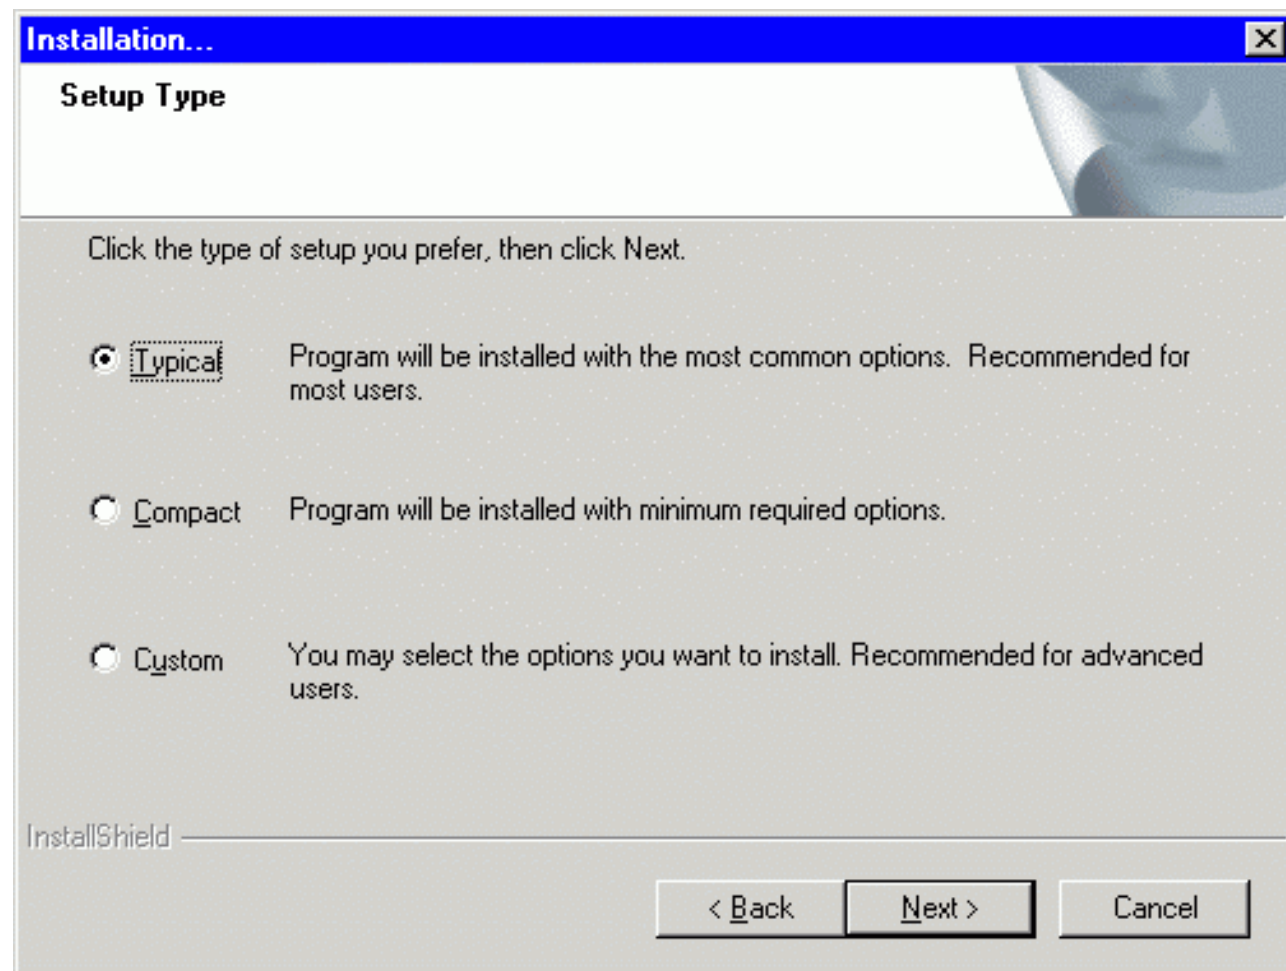 Installation...
Setup Type
Click the type of setup you prefer, then click Next.
Typical
Program will be installed with the most common options.  Recommended for
most users.
Compact
Program will be installed with minimum required options.
Custom
You may select the options you want to install. Recommended for advanced
users.
InstallShield
< Back
Next >
Cancel